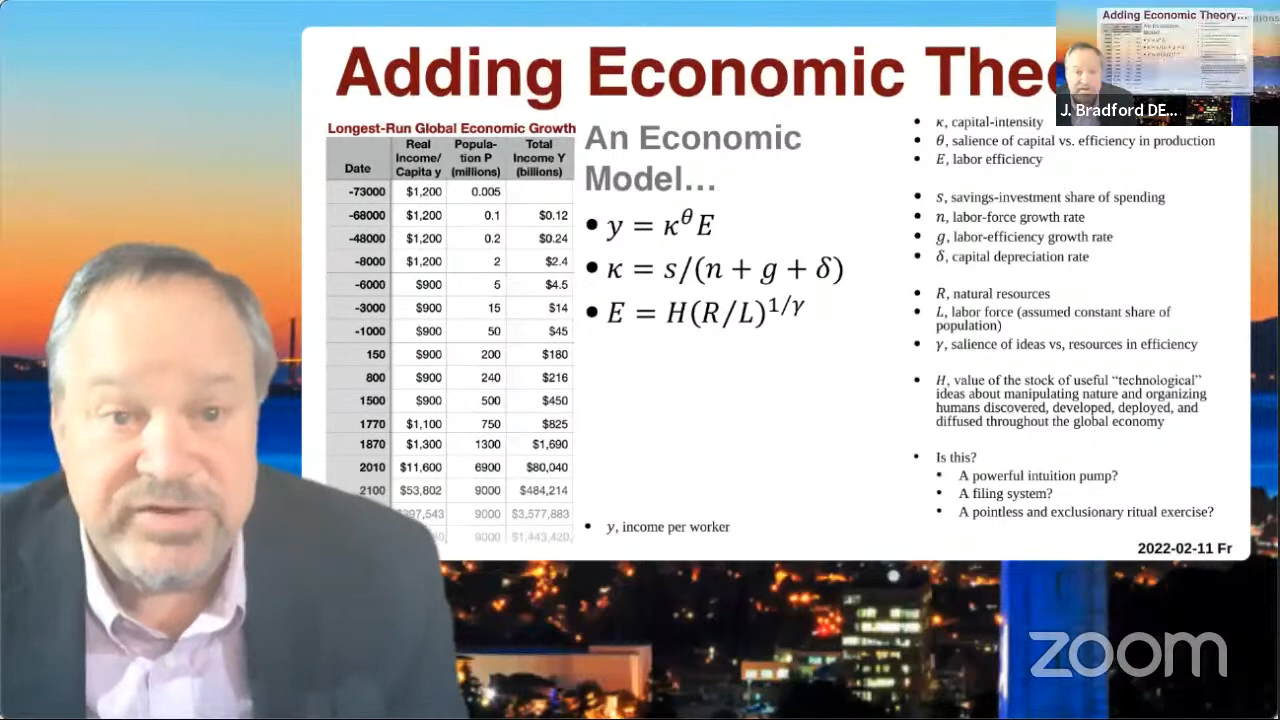 Adding Economic Theory...
J. Bradford DE...
Adding Economic
Longest-Run Global Economic Growth
Date Real Income/ Capita y Popula- tion P (millions) Total Income Y (billions)
-73000 $1,200 0.005
-68000 $1,200 0.1 $0.12
-48000 $1,200 0.2 $0.24
-8000 $1,200 2 $2.4
-6000 $900 5 $4.5
-3000 $900 15 $14
-1000 $900 50 $45
150 $900 200 $180
800 $900 240 $216
1500 $900 500 $450
1770 $1,100 750 $825
1870 $1,300 1300 $1,690
2010 $11,600 6900 $80,040
2100 $53,802 9000 $484,214
9000 $3,577,883
9000
An Economic
Model…
• y = κ^θ E
• κ = s/(n + g + δ)
• E = H(R/L)^{1/γ}
• y, income per worker
• κ, capital-intensity
• θ, salience of capital vs. efficiency in production
• E, labor efficiency
• s, savings-investment share of spending
• n, labor-force growth rate
• g, labor-efficiency growth rate
• δ, capital depreciation rate
• R, natural resources
• L, labor force (assumed constant share of
population)
• γ, salience of ideas vs, resources in efficiency
• H, value of the stock of useful “technological”
ideas about manipulating nature and organizing
humans discovered, developed, deployed, and
diffused throughout the global economy
• Is this?
• A powerful intuition pump?
• A filing system?
• A pointless and exclusionary ritual exercise?
2022-02-11 Fr
zoom